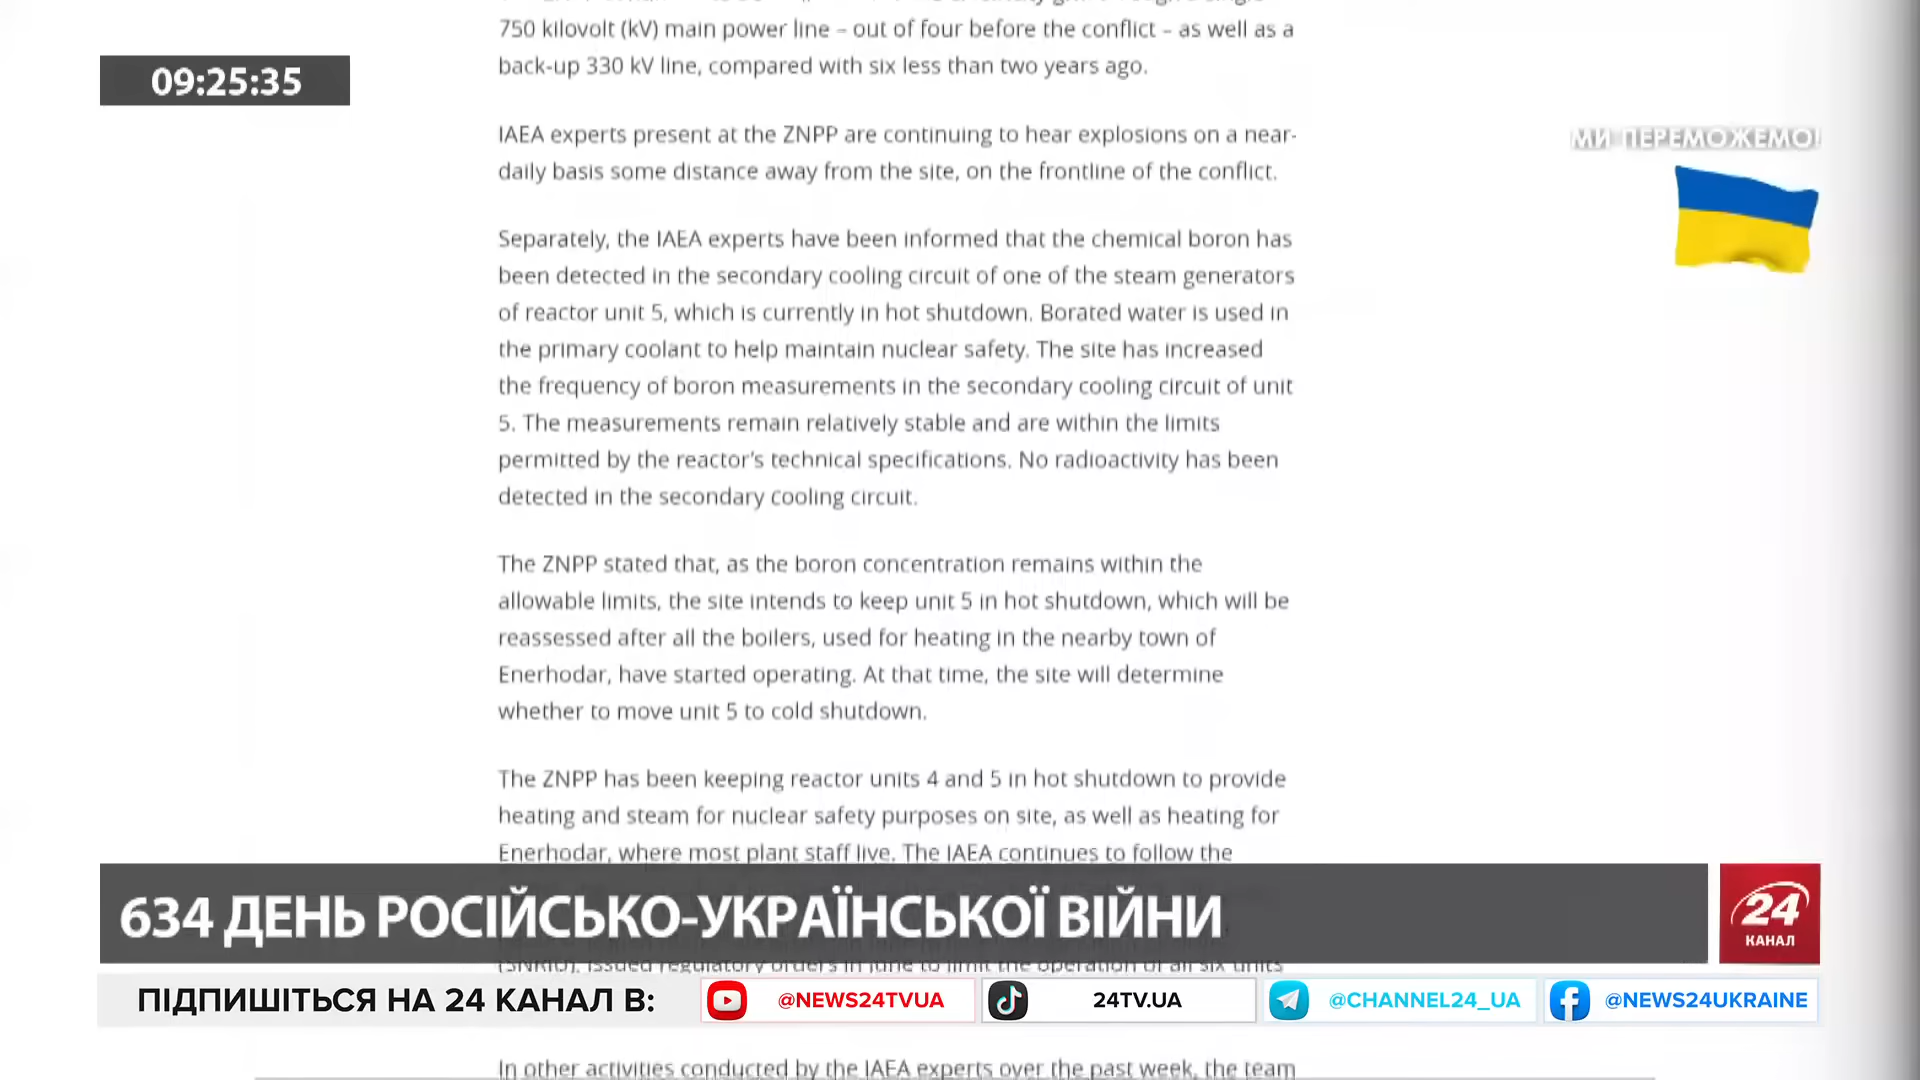 750 kilovolt (kV) main power line – out of four before the conflict – as well as a
back-up 330 kV line, compared with six less than two years ago.
09:25:35
IAEA experts present at the ZNPP are continuing to hear explosions on a near-
daily basis some distance away from the site, on the frontline of the conflict.
МИ ПЕРЕМОЖЕМО!
Separately, the IAEA experts have been informed that the chemical boron has
been detected in the secondary cooling circuit of one of the steam generators
of reactor unit 5, which is currently in hot shutdown. Borated water is used in
the primary coolant to help maintain nuclear safety. The site has increased
the frequency of boron measurements in the secondary cooling circuit of unit
5. The measurements remain relatively stable and are within the limits
permitted by the reactor’s technical specifications. No radioactivity has been
detected in the secondary cooling circuit.
The ZNPP stated that, as the boron concentration remains within the
allowable limits, the site intends to keep unit 5 in hot shutdown, which will be
reassessed after all the boilers, used for heating in the nearby town of
Enerhodar, have started operating. At that time, the site will determine
whether to move unit 5 to cold shutdown.
The ZNPP has been keeping reactor units 4 and 5 in hot shutdown to provide
heating and steam for nuclear safety purposes on site, as well as heating for
Enerhodar, where most plant staff live. The IAEA continues to follow the
634 ДЕНЬ РОСІЙСЬКО-УКРАЇНСЬКОЇ ВІЙНИ
24
КАНАЛ
(SNRIU), issued regulatory orders in June to limit the operation of all six units
ПІДПИШІТЬСЯ НА 24 КАНАЛ В:
@NEWS24TVUA
24TV.UA
@CHANNEL24_UA
@NEWS24UKRAINE
In other activities conducted by the IAEA experts over the past week, the team